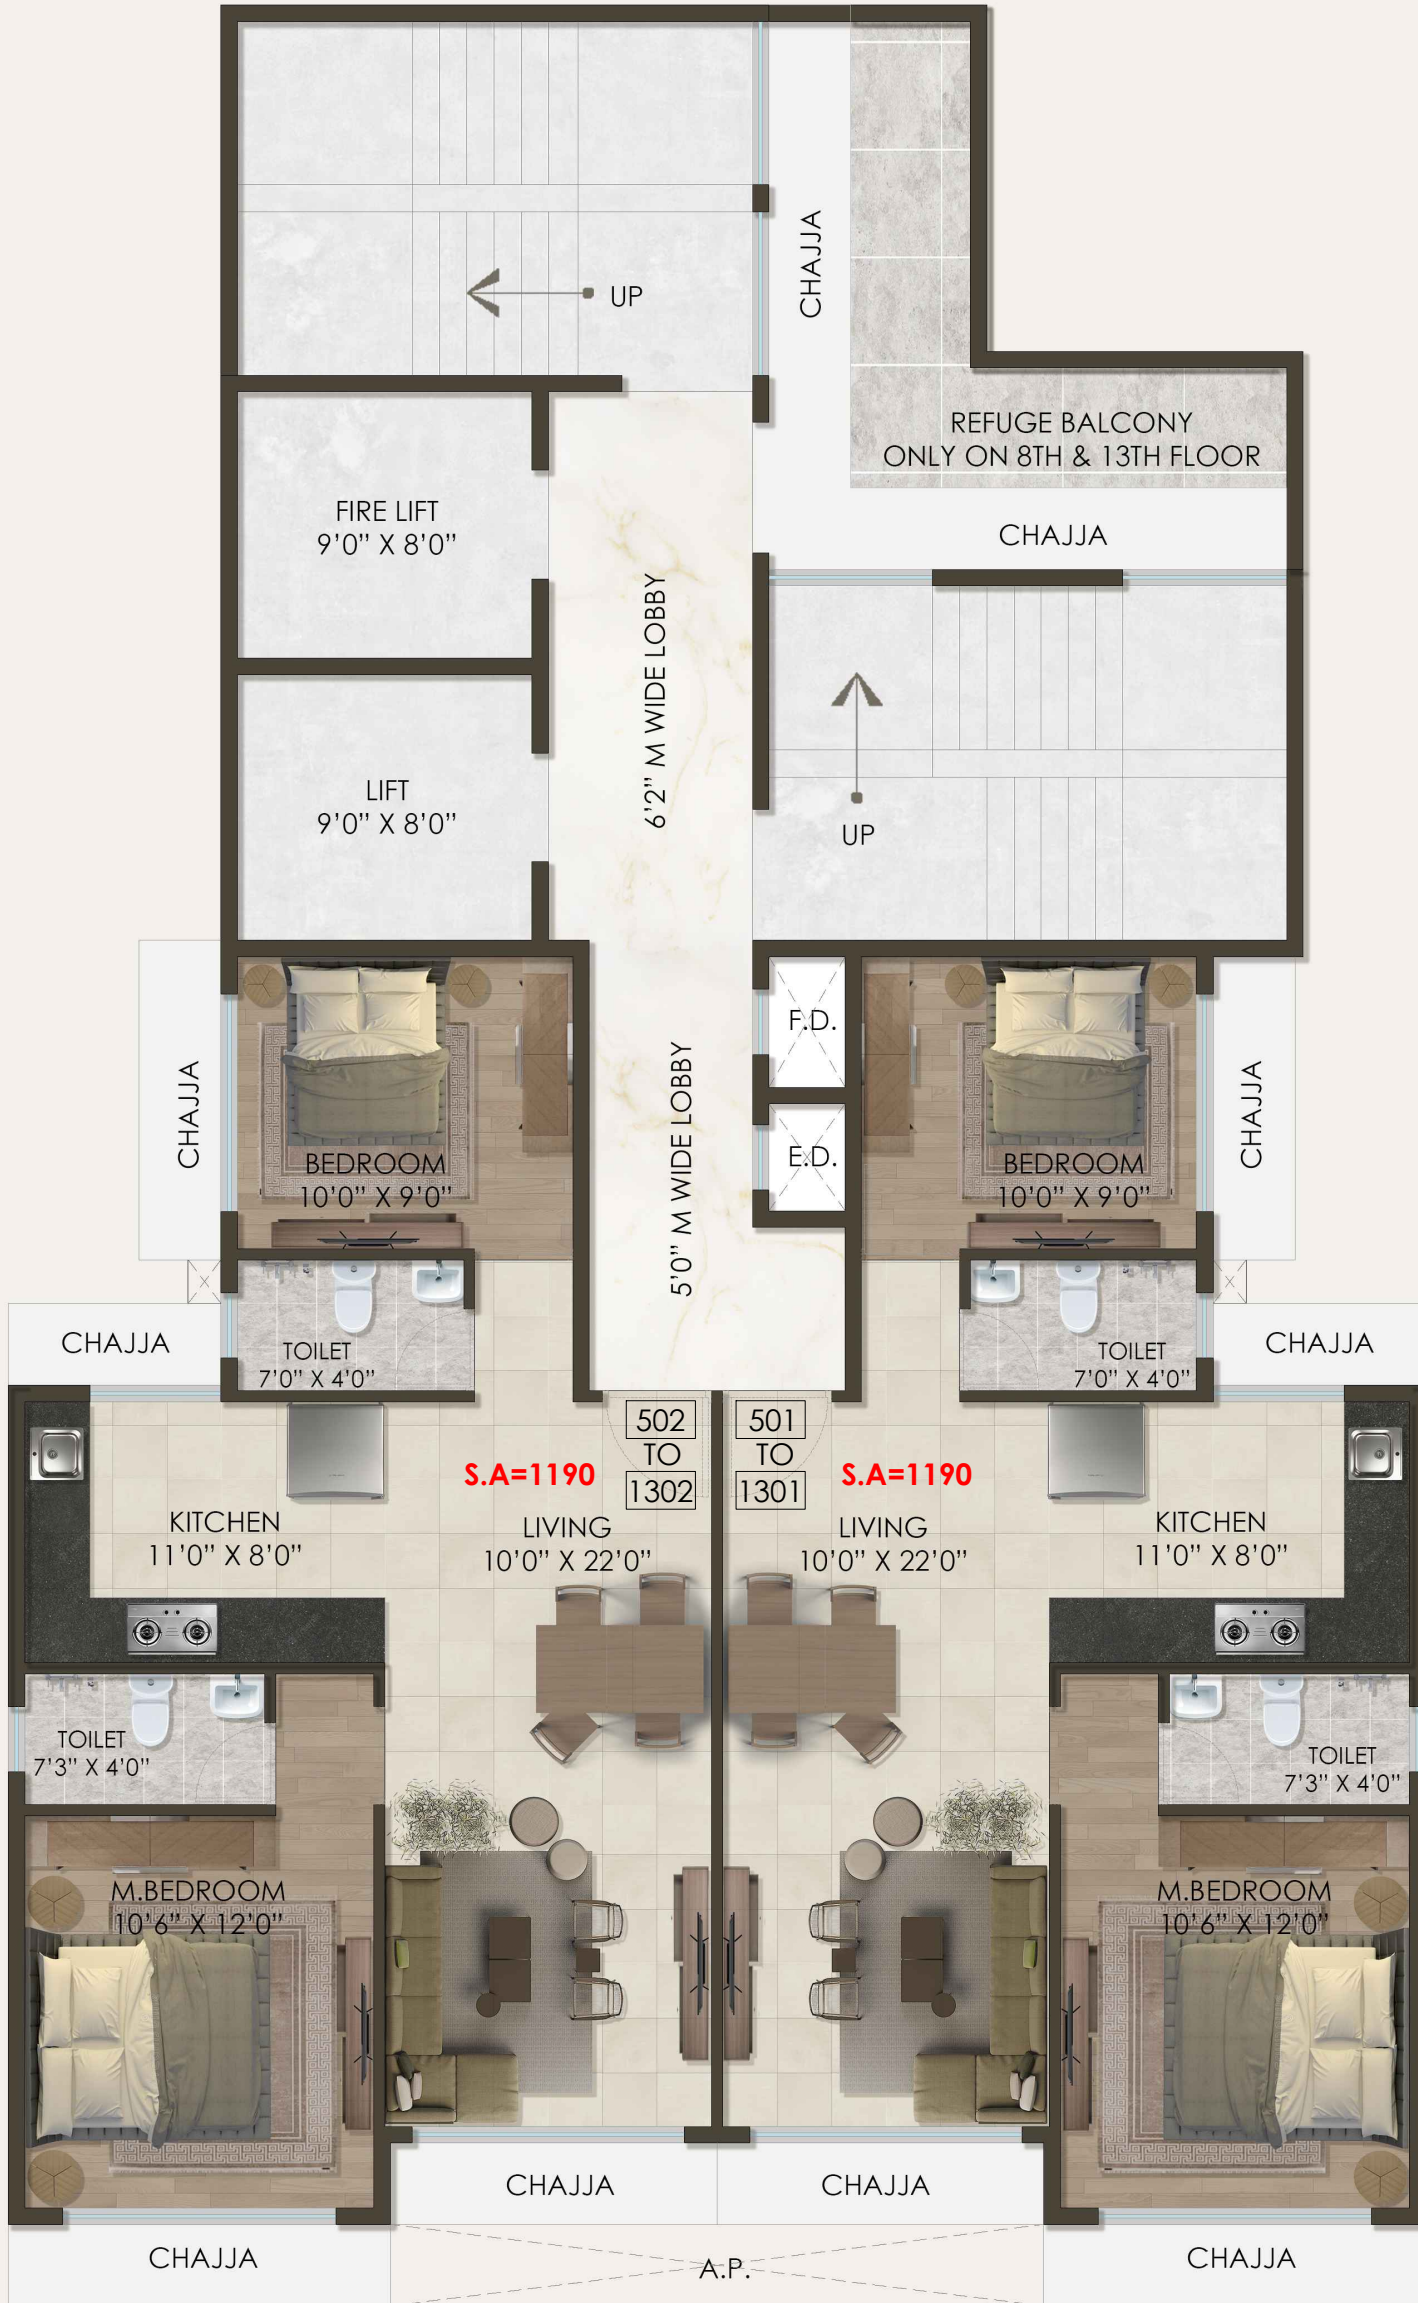 UP
CHAJJA
REFUGE BALCONY
ONLY ON 8TH & 13TH FLOOR
CHAJJA
FIRE LIFT
9'0" X 8'0"
6'2" M WIDE LOBBY
LIFT
9'0" X 8'0"
UP
F.D.
E.D.
5'0" M WIDE LOBBY
CHAJJA
BEDROOM
10'0" X 9'0"
BEDROOM
10'0" X 9'0"
CHAJJA
CHAJJA
TOILET
7'0" X 4'0"
TOILET
7'0" X 4'0"
CHAJJA
502
TO
1302
501
TO
1301
S.A=1190
S.A=1190
KITCHEN
11'0" X 8'0"
LIVING
10'0" X 22'0"
LIVING
10'0" X 22'0"
KITCHEN
11'0" X 8'0"
TOILET
7'3" X 4'0"
TOILET
7'3" X 4'0"
M.BEDROOM
10'6" X 12'0"
M.BEDROOM
10'6" X 12'0"
CHAJJA
CHAJJA
CHAJJA
A.P.
CHAJJA